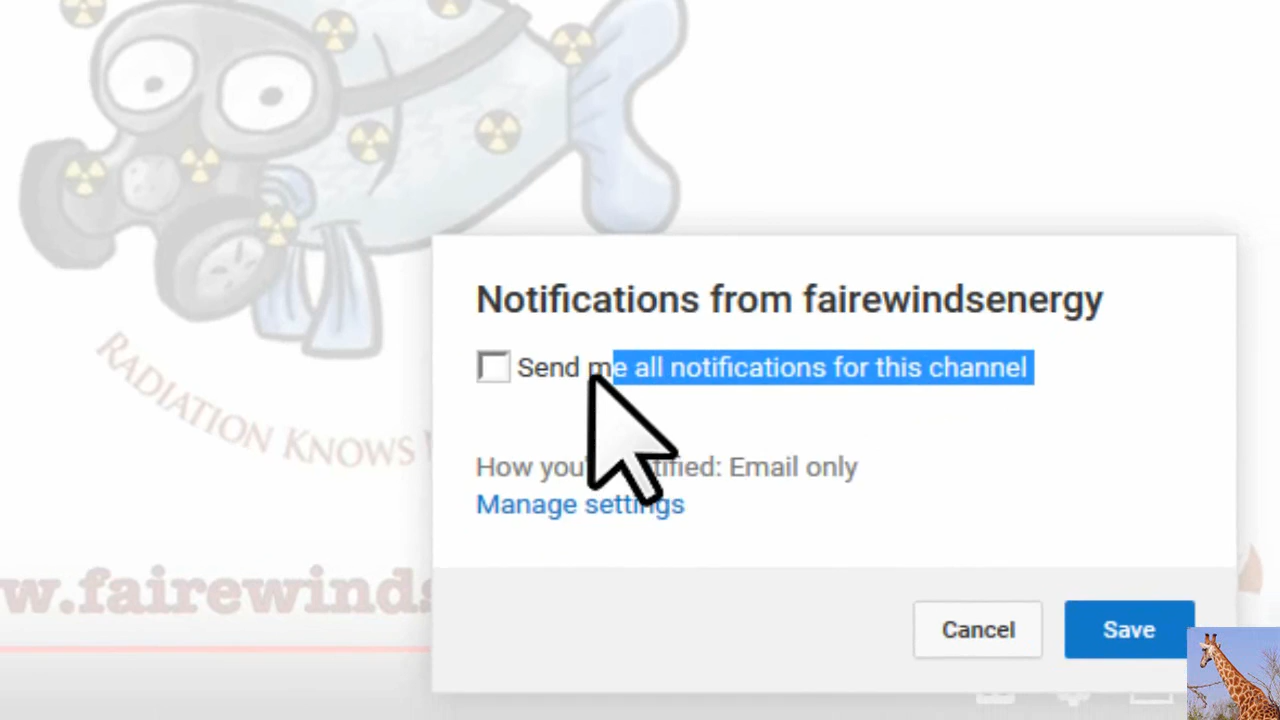 Notifications from fairewindsenergy
Send me all notifications for this channel
How you' tified: Email only
Manage settings
RADIATION KNOWS
w.fairewinds
Cancel
Save